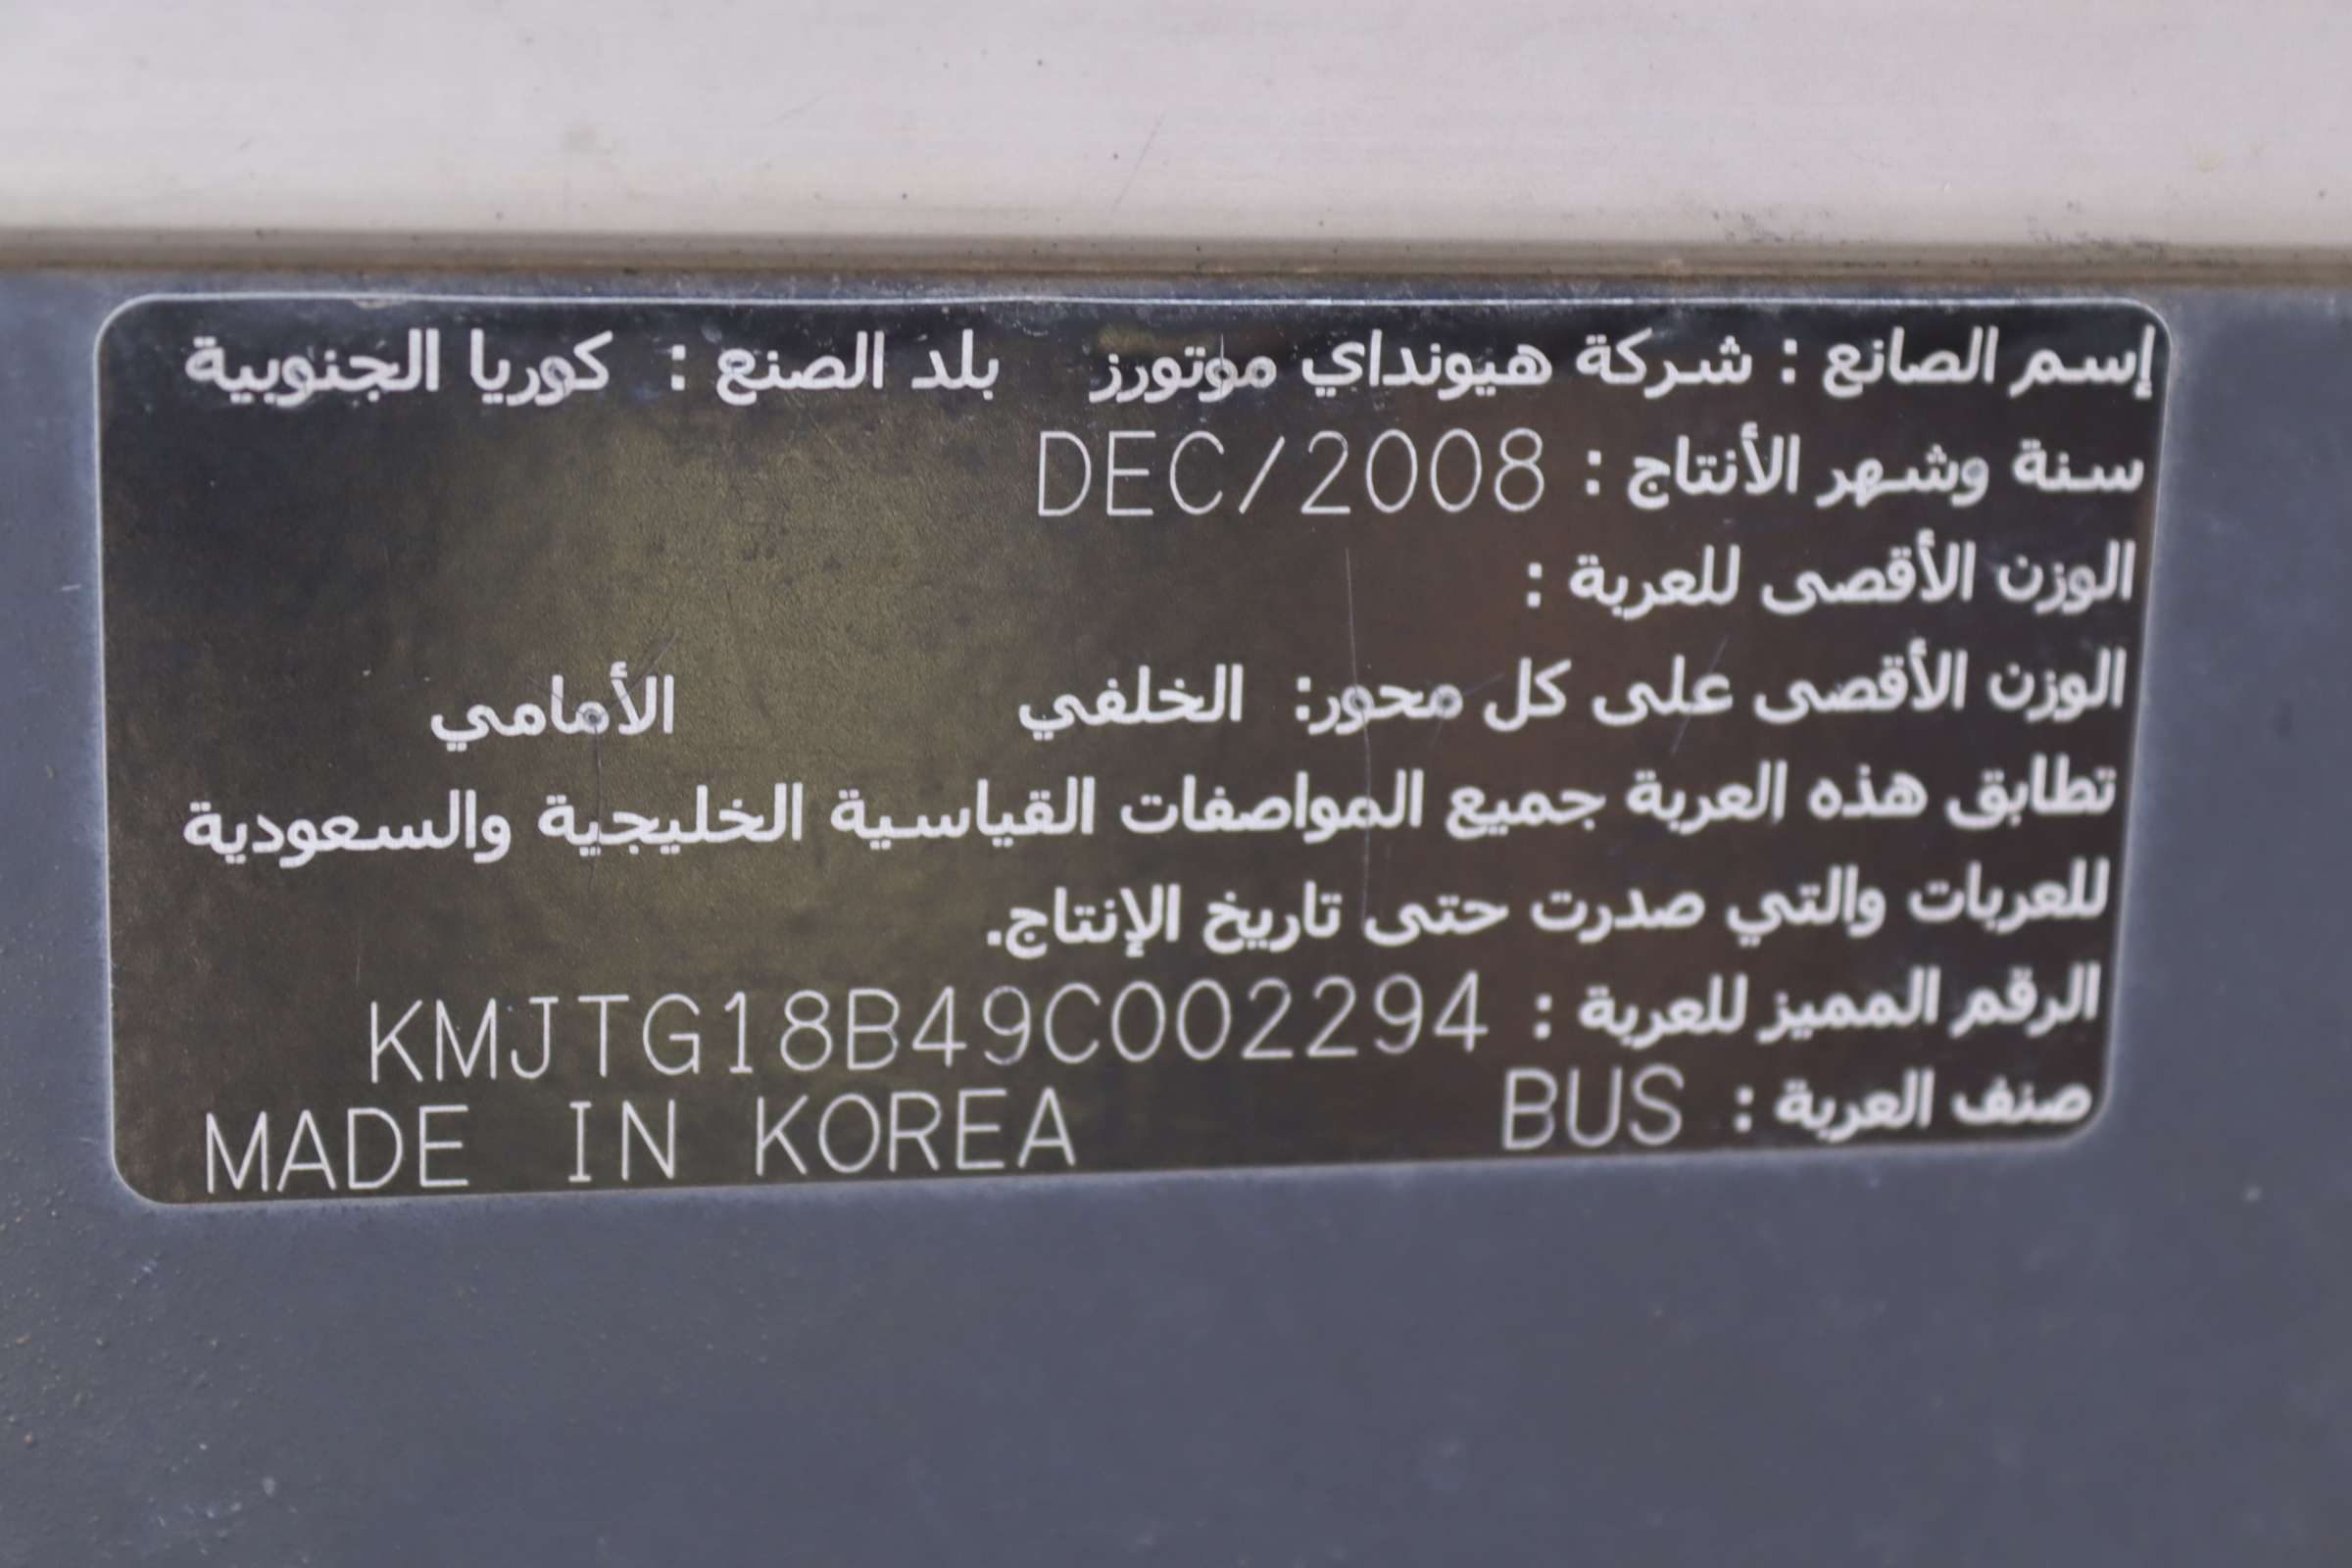 إسم الصانع : شركة هيونداي موتورز بلد الصنع : كوريا الجنوبية
سنة وشهر الأنتاج : DEC/2008
الوزن الأقصى للعربة :
الوزن الأقصى على كل محور: الخلفي الأمامي
تطابق هذه العربة جميع المواصفات القياسية الخليجية والسعودية
للعربات والتي صدرت حتى تاريخ الإنتاج.
الرقم المميز للعربة : KMJTG18B49C002294
صنف العربة : BUS MADE IN KOREA